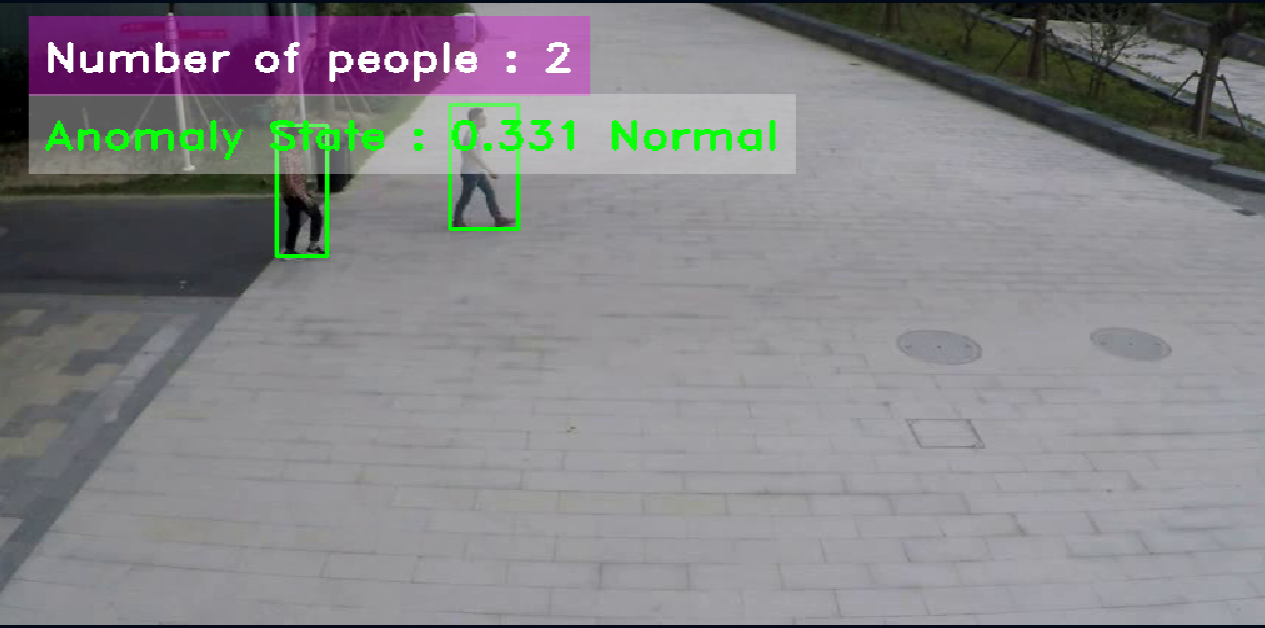 Number of people : 2
Anomaly State : 0.331 Normal